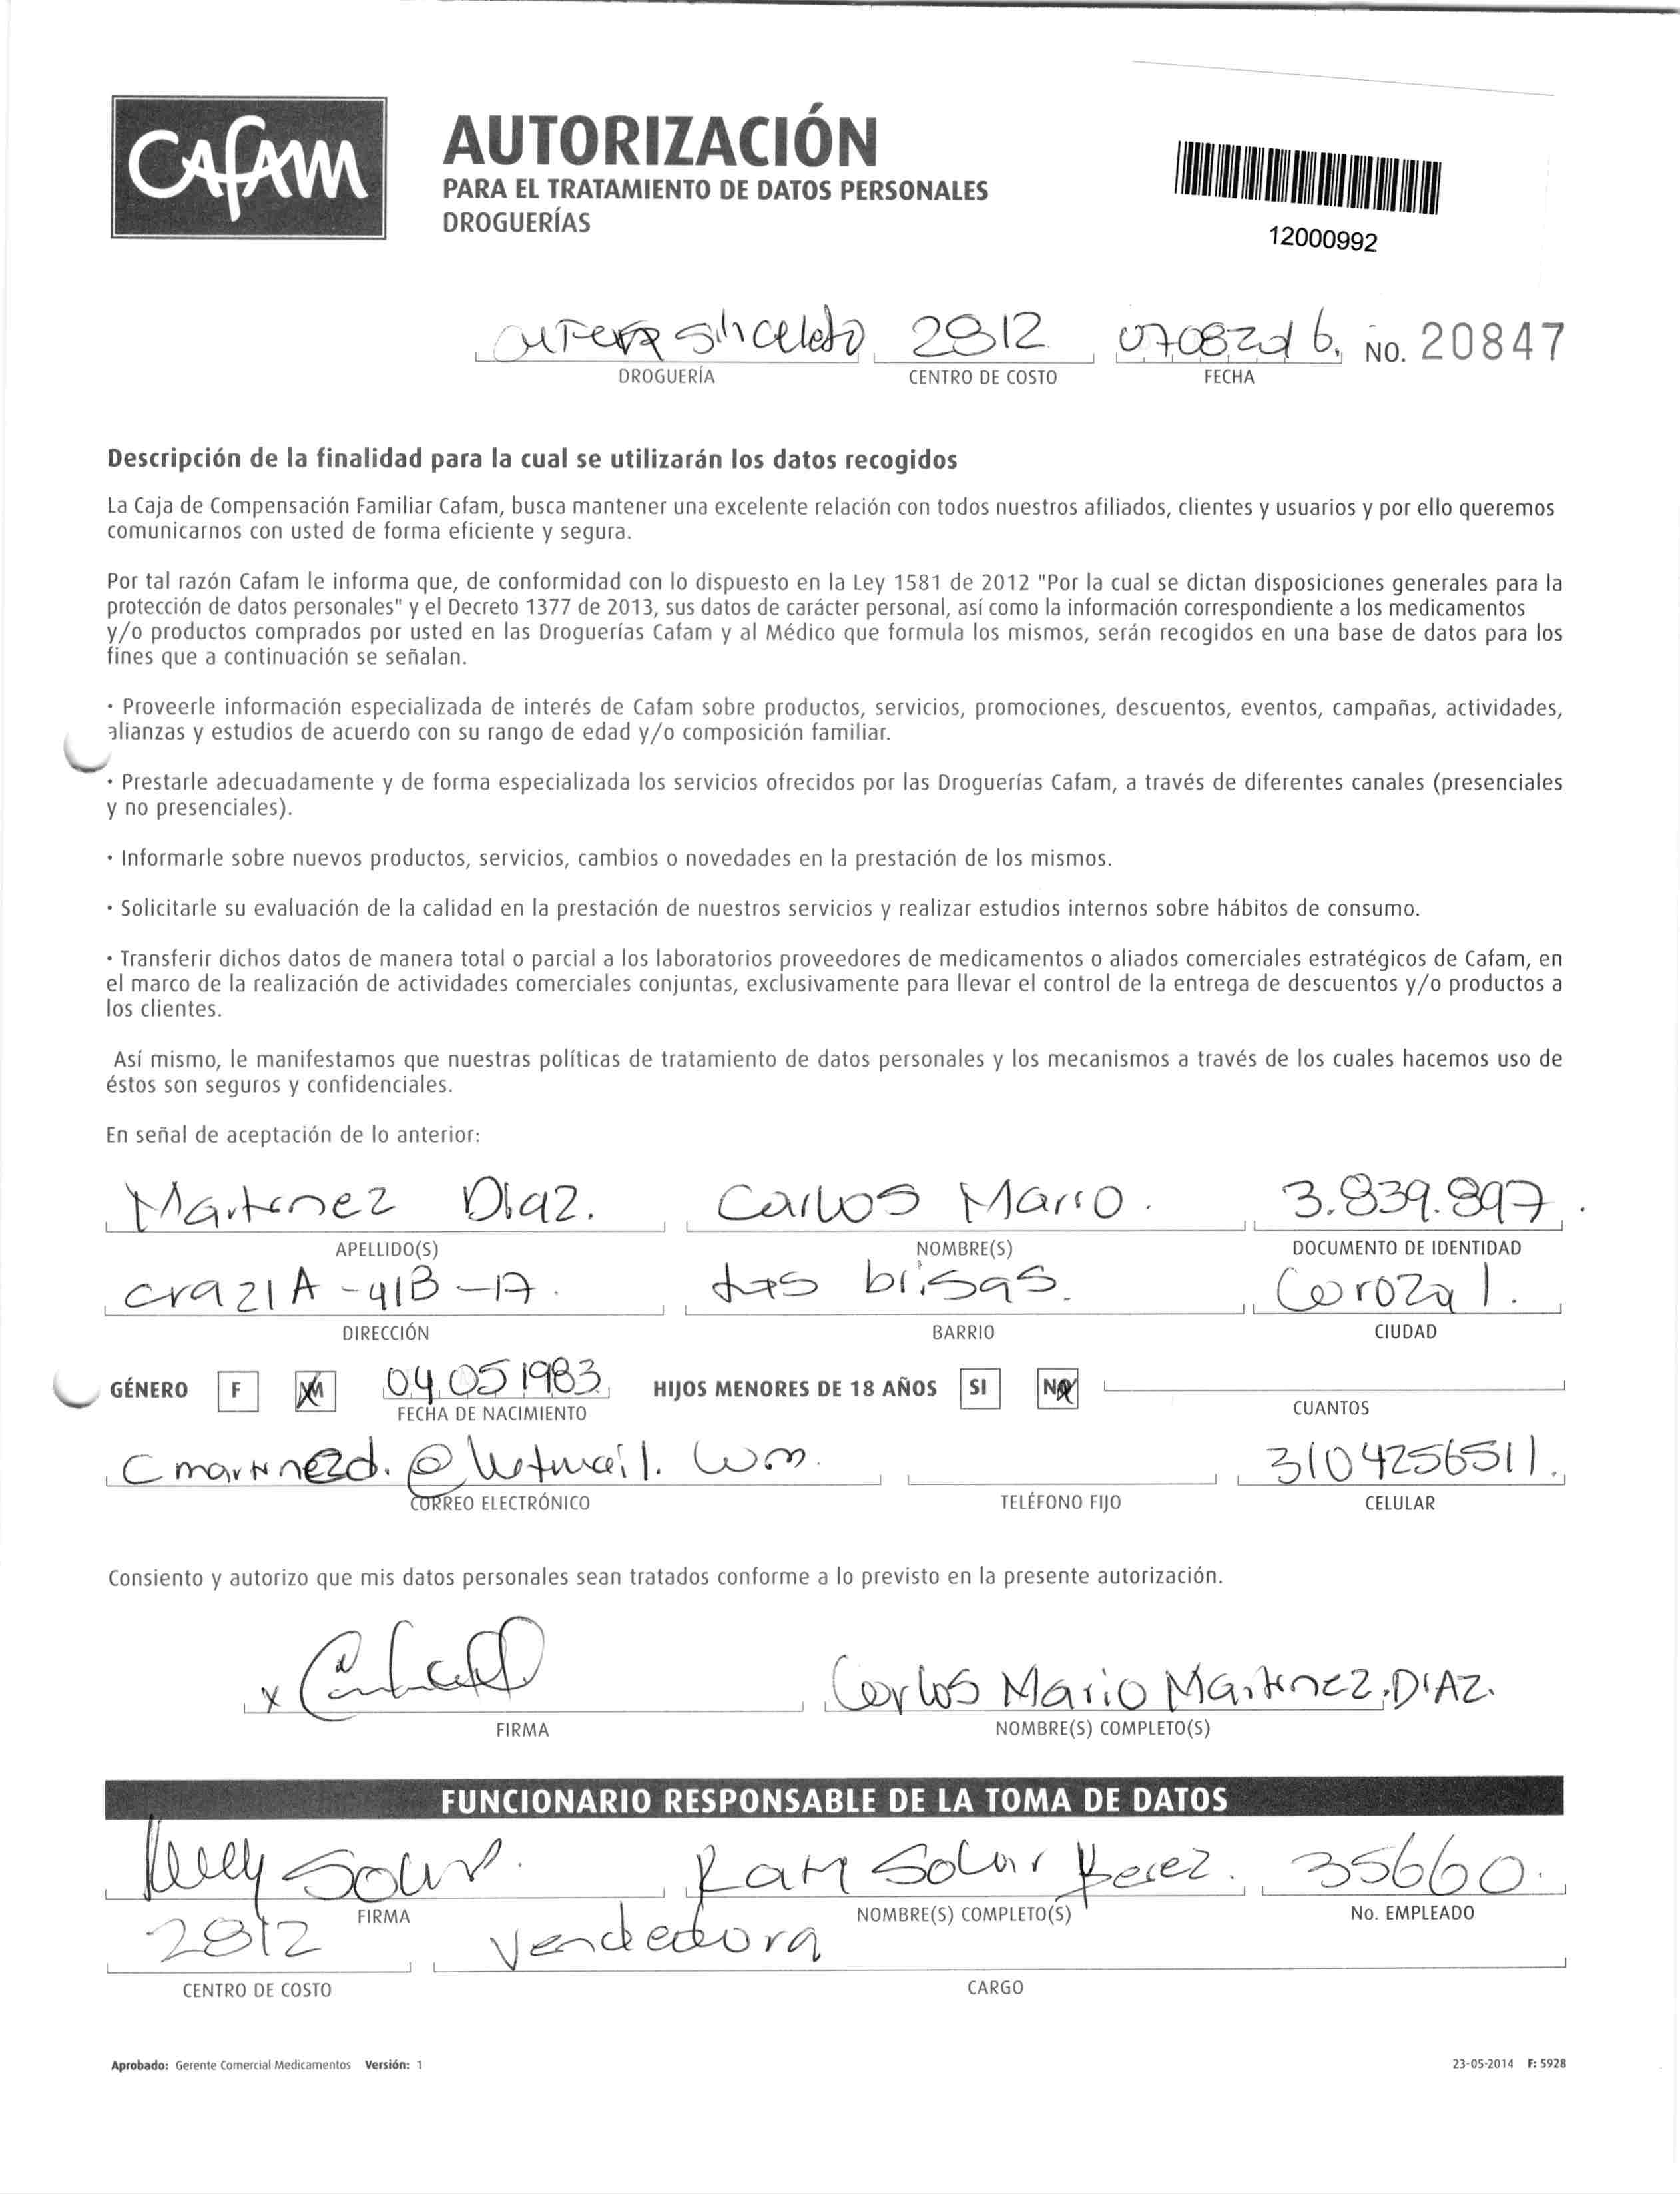 CAFAM
AUTORIZACIÓN
PARA EL TRATAMIENTO DE DATOS PERSONALES
DROGUERÍAS
12000992
2812 07082016. NO. 20847
DROGUERÍA CENTRO DE COSTO FECHA
Descripción de la finalidad para la cual se utilizarán los datos recogidos
La Caja de Compensación Familiar Cafam, busca mantener una excelente relación con todos nuestros afiliados, clientes y usuarios y por ello queremos
comunicarnos con usted de forma eficiente y segura.
Por tal razón Cafam le informa que, de conformidad con lo dispuesto en la Ley 1581 de 2012 "Por la cual se dictan disposiciones generales para la
protección de datos personales" y el Decreto 1377 de 2013, sus datos de carácter personal, así como la información correspondiente a los medicamentos
y/o productos comprados por usted en las Droguerías Cafam y al Médico que formula los mismos, serán recogidos en una base de datos para los
fines que a continuación se señalan.
· Proveerle información especializada de interés de Cafam sobre productos, servicios, promociones, descuentos, eventos, campañas, actividades,
alianzas y estudios de acuerdo con su rango de edad y/o composición familiar.
· Prestarle adecuadamente y de forma especializada los servicios ofrecidos por las Droguerías Cafam, a través de diferentes canales (presenciales
y no presenciales).
· Informarle sobre nuevos productos, servicios, cambios o novedades en la prestación de los mismos.
· Solicitarle su evaluación de la calidad en la prestación de nuestros servicios y realizar estudios internos sobre hábitos de consumo.
· Transferir dichos datos de manera total o parcial a los laboratorios proveedores de medicamentos o aliados comerciales estratégicos de Cafam, en
el marco de la realización de actividades comerciales conjuntas, exclusivamente para llevar el control de la entrega de descuentos y/o productos a
los clientes.
Así mismo, le manifestamos que nuestras políticas de tratamiento de datos personales y los mecanismos a través de los cuales hacemos uso de
éstos son seguros y confidenciales.
En señal de aceptación de lo anterior:
Martinez Diaz. Carlos Mario. 3.839.897.
APELLIDO(S) NOMBRE(S) DOCUMENTO DE IDENTIDAD
cra 21 A - 41B - 17. Las brisas. Corozal.
DIRECCIÓN BARRIO CIUDAD
GÉNERO F M 04 05 1983 HIJOS MENORES DE 18 AÑOS SI NO
FECHA DE NACIMIENTO CUANTOS
Cmartinezd.@hotmail.com. 3104256511.
CORREO ELECTRÓNICO TELÉFONO FIJO CELULAR
Consiento y autorizo que mis datos personales sean tratados conforme a lo previsto en la presente autorización.
x Carlos Mario Martinez.DIAZ.
FIRMA NOMBRE(S) COMPLETO(S)
FUNCIONARIO RESPONSABLE DE LA TOMA DE DATOS
Solar Perez. 35660.
FIRMA NOMBRE(S) COMPLETO(S) No. EMPLEADO
2812 Vendedora
CENTRO DE COSTO CARGO
Aprobado: Gerente Comercial Medicamentos Versión: 1 23-05-2014 F: 5928